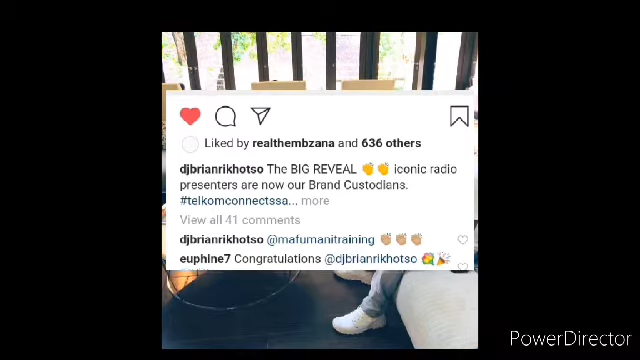 Liked by realthembzana and 636 others
djbrianrikhotso The BIG REVEAL 👏👏 iconic radio
presenters are now our Brand Custodians.
#telkomconnectssa... more
View all 41 comments
djbrianrikhotso @mafumanitraining 👏🏽👏🏽👏🏽
euphine7 Congratulations @djbrianrikhotso 💐🎉
PowerDirector